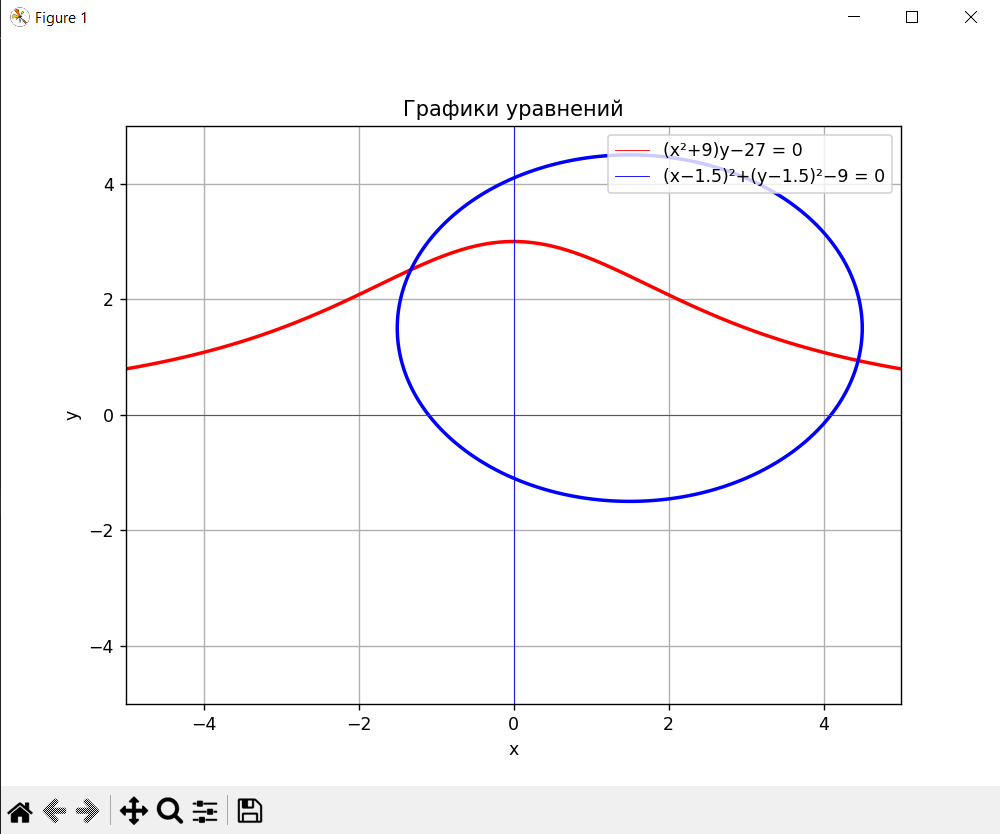 Figure 1
Графики уравнений
(x²+9)y−27 = 0
(x−1.5)²+(y−1.5)²−9 = 0
4
2
0
−2
−4
y
−4
−2
0
2
4
x